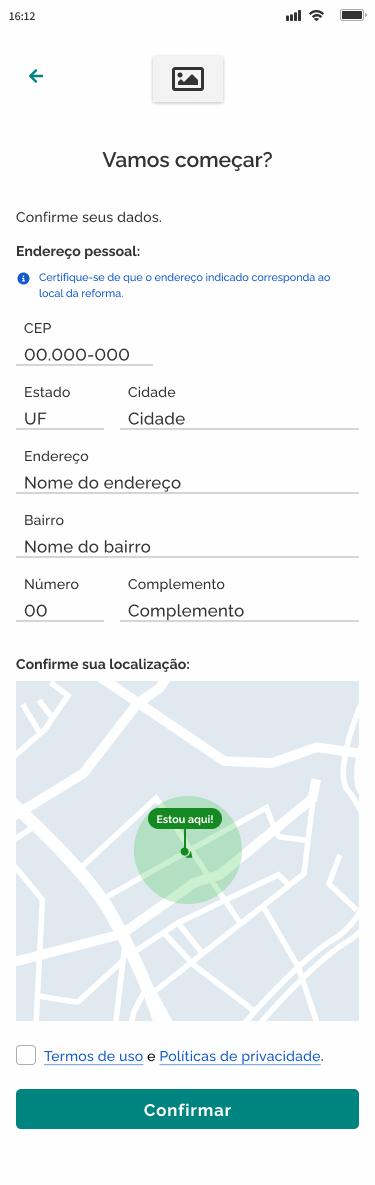 16:12
Vamos começar?
Confirme seus dados.
Endereço pessoal:
Certifique-se de que o endereço indicado corresponda ao
local da reforma.
CEP
00.000-000
Estado Cidade
UF Cidade
Endereço
Nome do endereço
Bairro
Nome do bairro
Número Complemento
00 Complemento
Confirme sua localização:
Estou aqui!
Termos de uso e Políticas de privacidade.
Confirmar